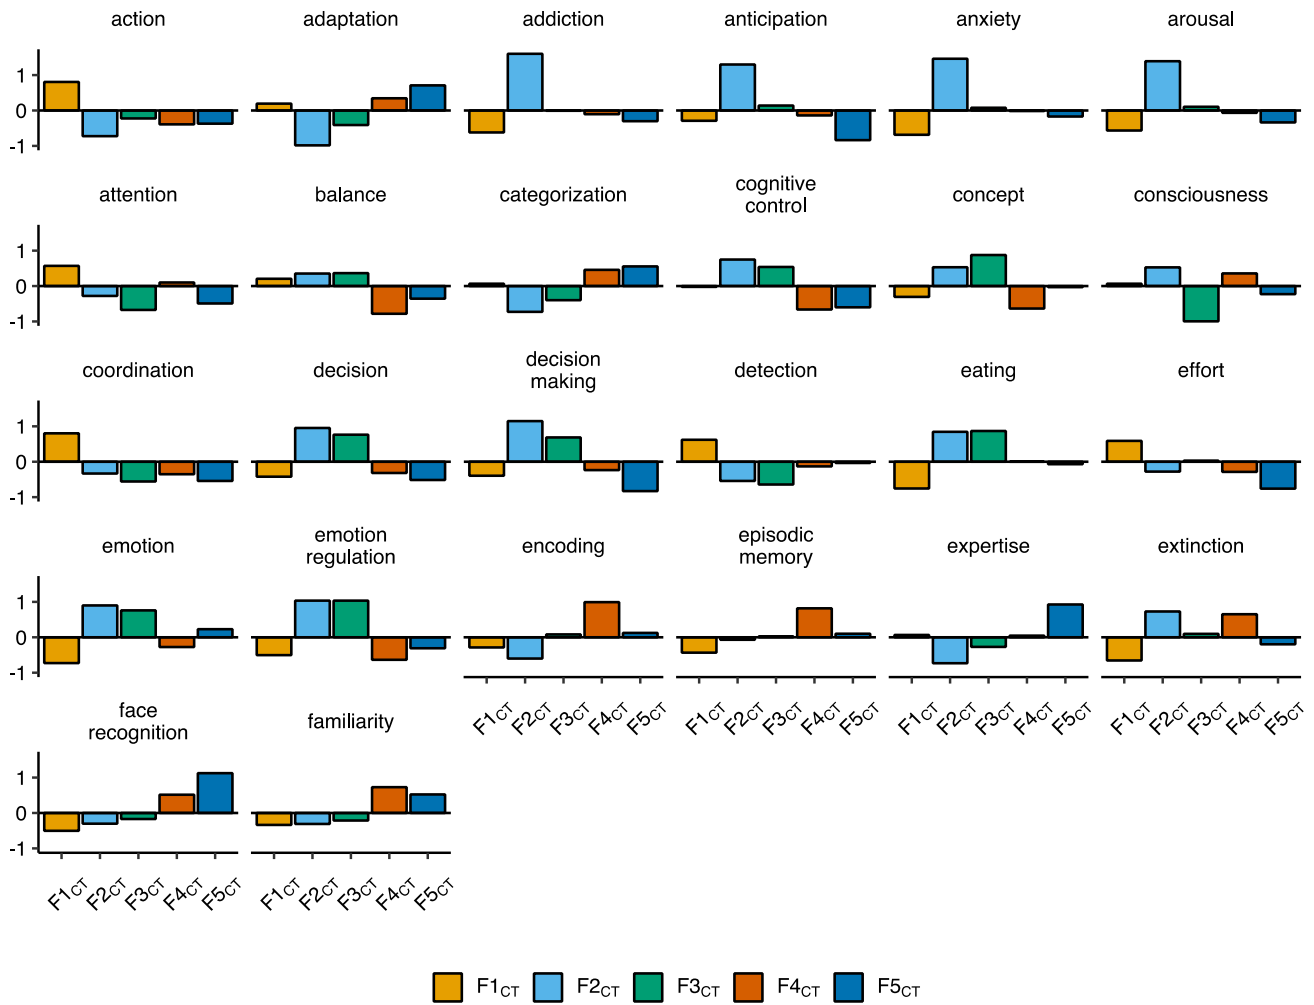 action adaptation addiction anticipation anxiety arousal
1
0
-1
attention balance categorization cognitive control concept consciousness
1
0
-1
coordination decision decision making detection eating effort
1
0
-1
emotion emotion regulation encoding episodic memory expertise extinction
1
0
-1
F1CT F2CT F3CT F4CT F5CT F1CT F2CT F3CT F4CT F5CT F1CT F2CT F3CT F4CT F5CT F1CT F2CT F3CT F4CT F5CT
face recognition familiarity
1
0
-1
F1CT F2CT F3CT F4CT F5CT F1CT F2CT F3CT F4CT F5CT
F1CT F2CT F3CT F4CT F5CT